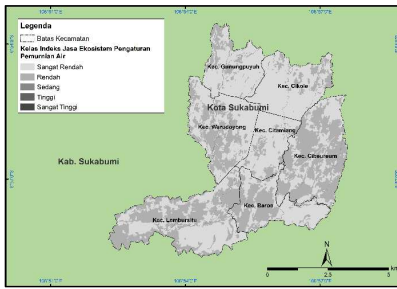 Legenda
Batas Kecamatan
Kelas Indeks Jasa Ekosistem Pengaturan
Pemurnian Air
Sangat Rendah
Rendah
Sedang
Tinggi
Sangat Tinggi
Kec. Gunungpuyuh
Kec. Cikole
Kota Sukabumi
Kec. Warudoyong
Kec. Citamiang
Kec. Cibeureum
Kab. Sukabumi
Kec. Baros
Kec. Lembursitu
N
0
2.5